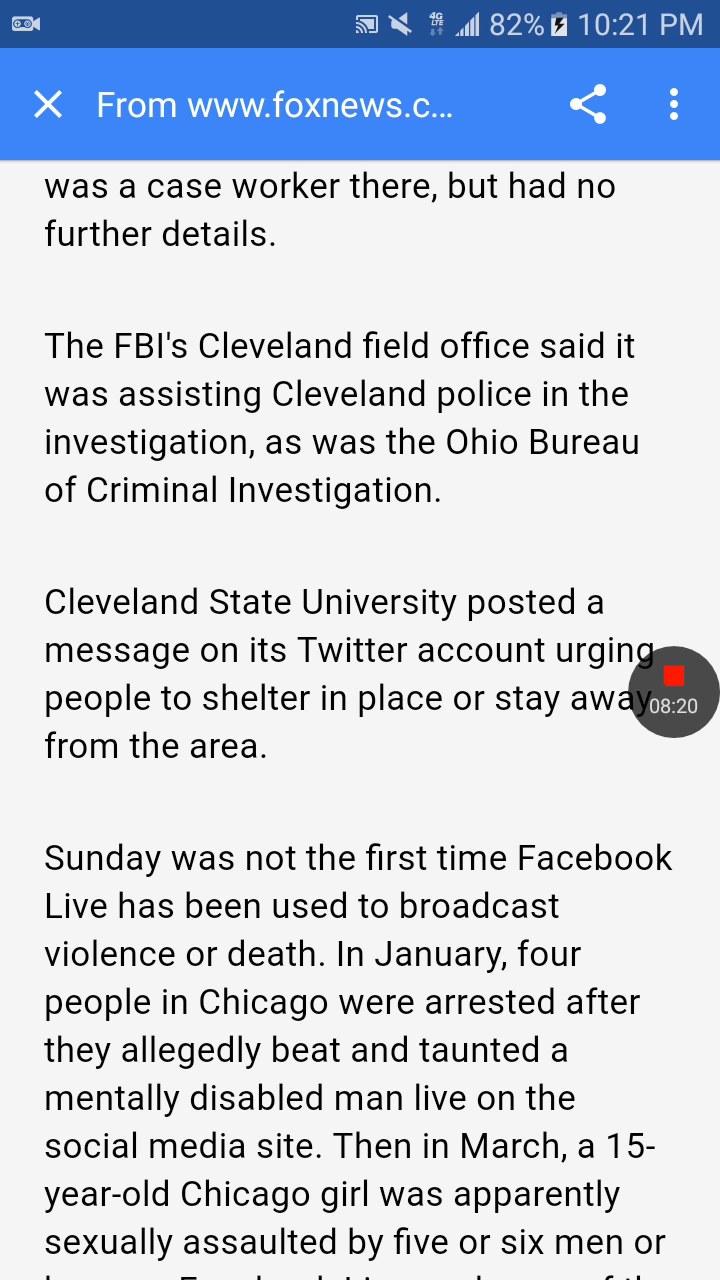 4G
LTE
82%
10:21 PM
From www.foxnews.c...
was a case worker there, but had no
further details.
The FBI's Cleveland field office said it
was assisting Cleveland police in the
investigation, as was the Ohio Bureau
of Criminal Investigation.
Cleveland State University posted a
message on its Twitter account urging
people to shelter in place or stay away
08:20
from the area.
Sunday was not the first time Facebook
Live has been used to broadcast
violence or death. In January, four
people in Chicago were arrested after
they allegedly beat and taunted a
mentally disabled man live on the
social media site. Then in March, a 15-
year-old Chicago girl was apparently
sexually assaulted by five or six men or